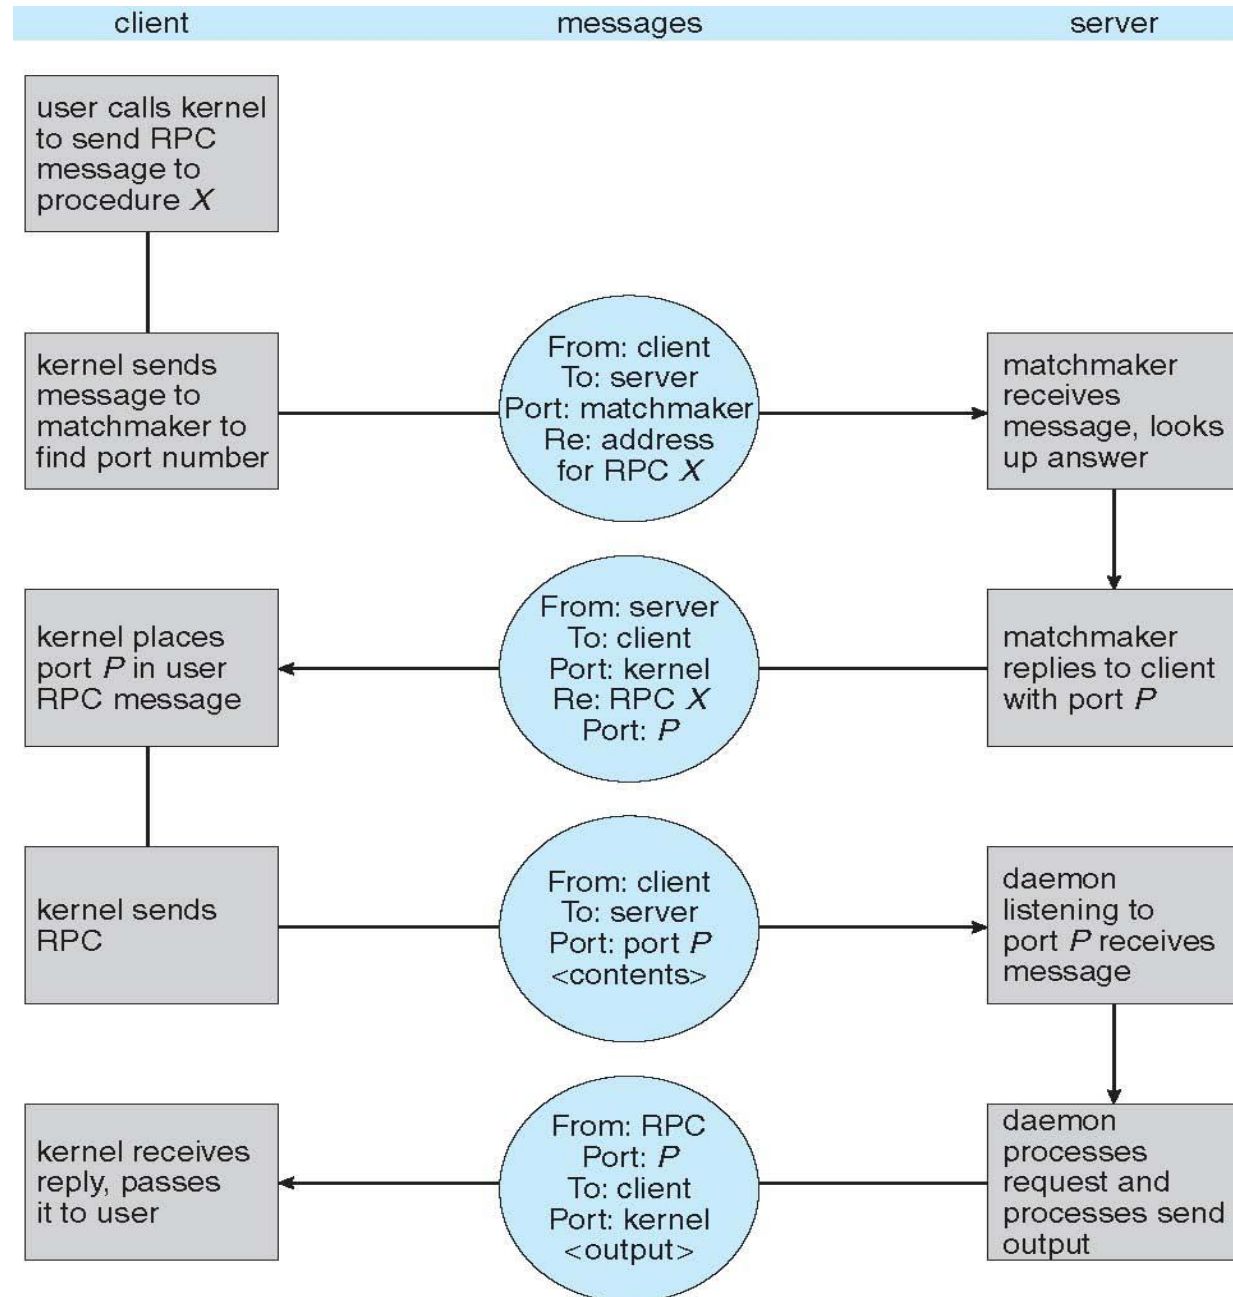 client
messages
server
user calls kernel
to send RPC
message to
procedure X
kernel sends
message to
matchmaker to
find port number
From: client
To: server
Port: matchmaker
Re: address
for RPC X
matchmaker
receives
message, looks
up answer
kernel places
port P in user
RPC message
From: server
To: client
Port: kernel
Re: RPC X
Port: P
matchmaker
replies to client
with port P
kernel sends
RPC
From: client
To: server
Port: port P
<contents>
daemon
listening to
port P receives
message
kernel receives
reply, passes
it to user
From: RPC
Port: P
To: client
Port: kernel
<output>
daemon
processes
request and
processes send
output